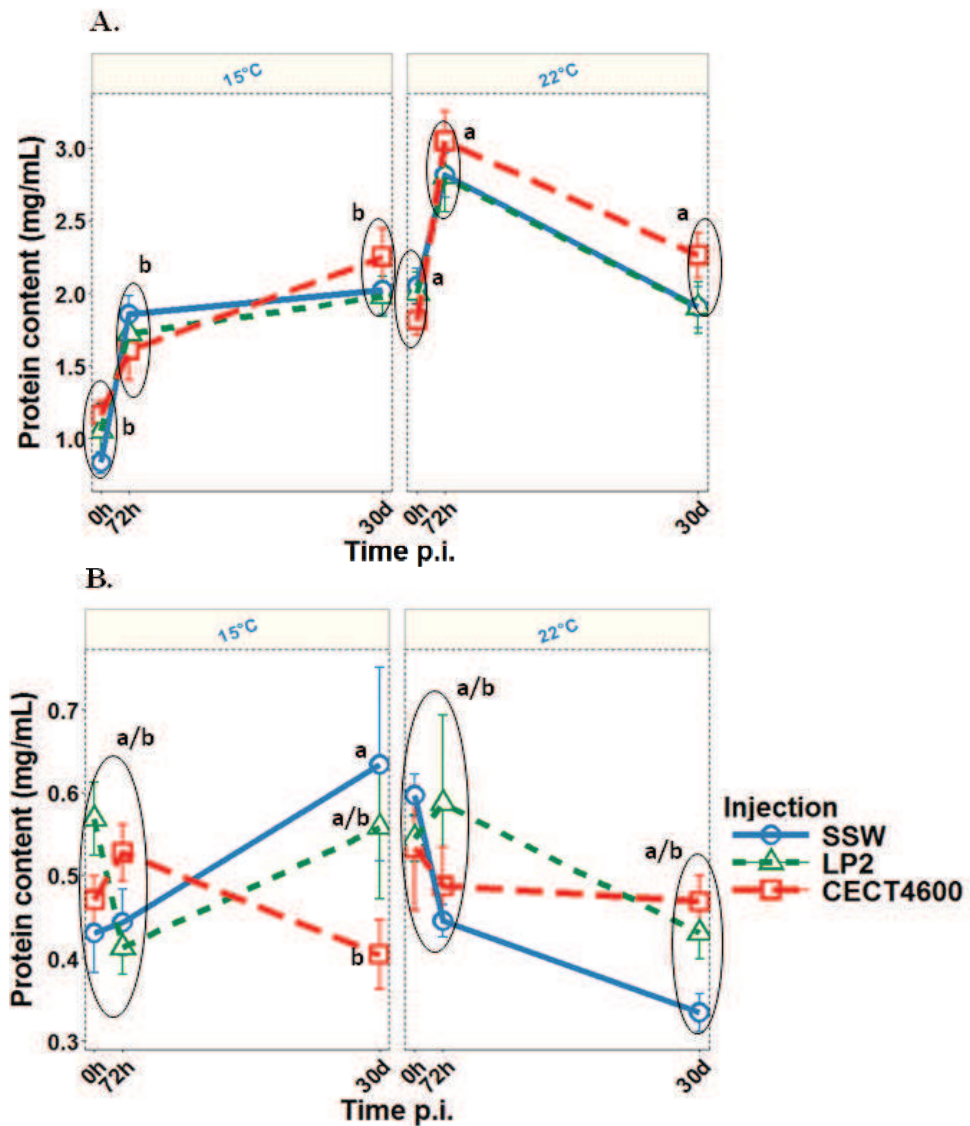 A.
15°C 22°C
Protein content (mg/mL)
3.0
2.5
2.0
1.5
1.0
b
b
b
a
a
a
0h 72h 30d 0h 72h 30d
Time p.i.
B.
15°C 22°C
Protein content (mg/mL)
0.7
0.6
0.5
0.4
0.3
a/b
a
a/b
b
a/b
a/b
0h 72h 30d 0h 72h 30d
Time p.i.
Injection
SSW
LP2
CECT4600